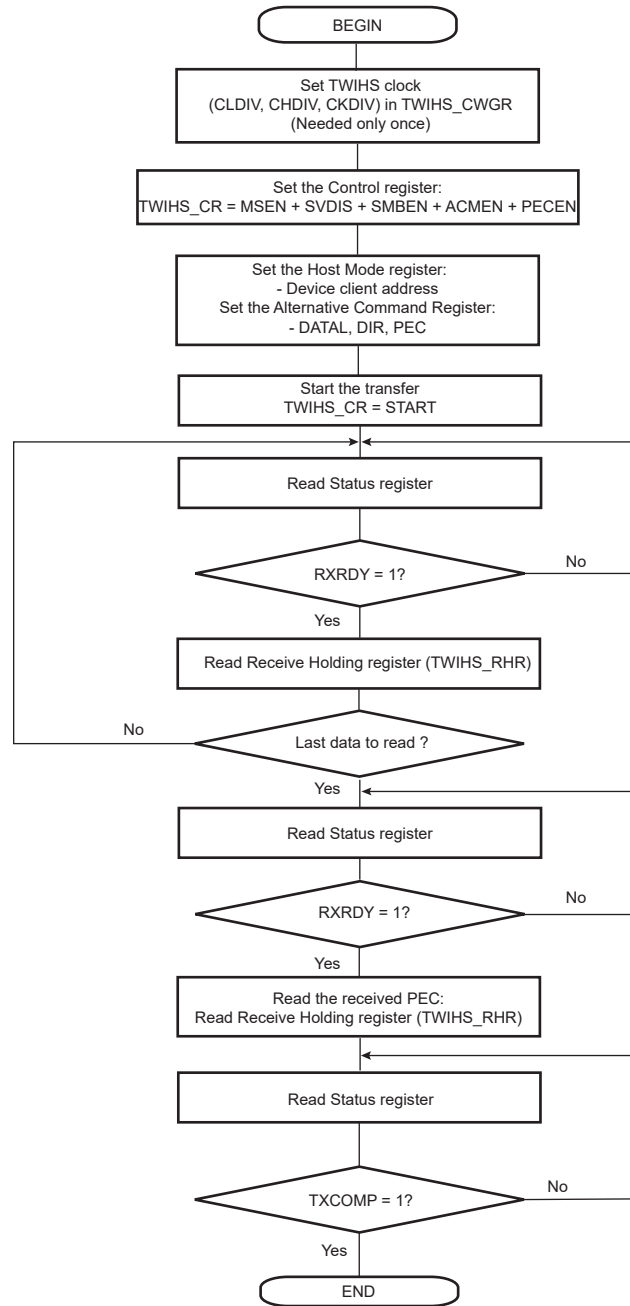 BEGIN
Set TWIHS clock
(CLDIV, CHDIV, CKDIV) in TWIHS_CWGR
(Needed only once)
Set the Control register:
TWIHS_CR = MSEN + SVDIS + SMBEN + ACMEN + PECEN
Set the Host Mode register:
- Device client address
Set the Alternative Command Register:
- DATAL, DIR, PEC
Start the transfer
TWIHS_CR = START
Read Status register
RXRDY = 1?
No
Yes
Read Receive Holding register (TWIHS_RHR)
No
Last data to read ?
Yes
Read Status register
RXRDY = 1?
No
Yes
Read the received PEC:
Read Receive Holding register (TWIHS_RHR)
Read Status register
TXCOMP = 1?
No
Yes
END